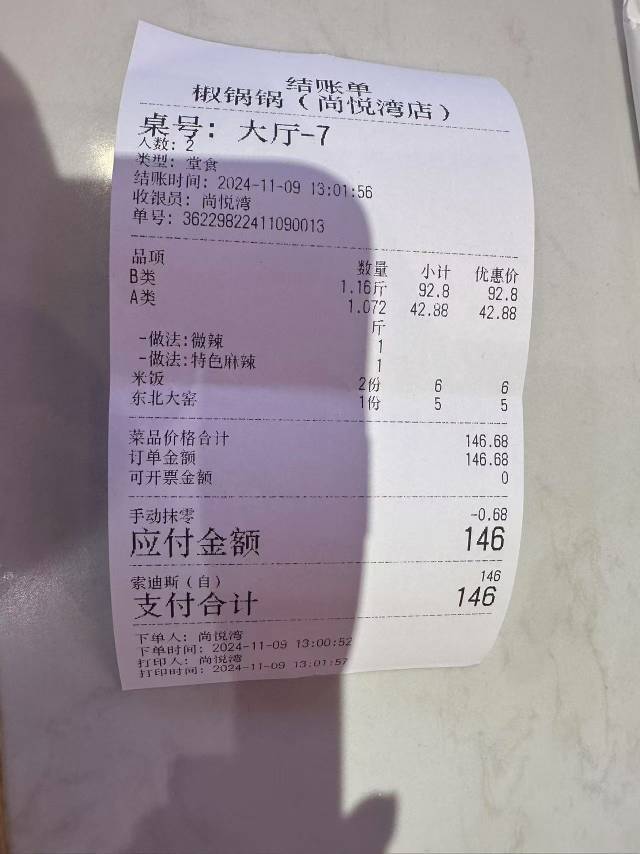 结账单
椒锅锅（尚悦湾店）
桌号: 大厅-7
人数: 2
类型: 堂食
结账时间: 2024-11-09 13:01:56
收银员: 尚悦湾
单号: 36229822411090013
品项 数量 小计 优惠价
B类 1.16斤 92.8 92.8
A类 1.072 42.88 42.88
斤
-做法:微辣 1
-做法:特色麻辣 1
米饭 2份 6 6
东北大窑 1份 5 5
菜品价格合计 146.68
订单金额 146.68
可开票金额 0
手动抹零 -0.68
应付金额 146
索迪斯（自） 146
支付合计 146
下单人: 尚悦湾
下单时间: 2024-11-09 13:00:52
打印人: 尚悦湾
打印时间: 2024-11-09 13:01:57